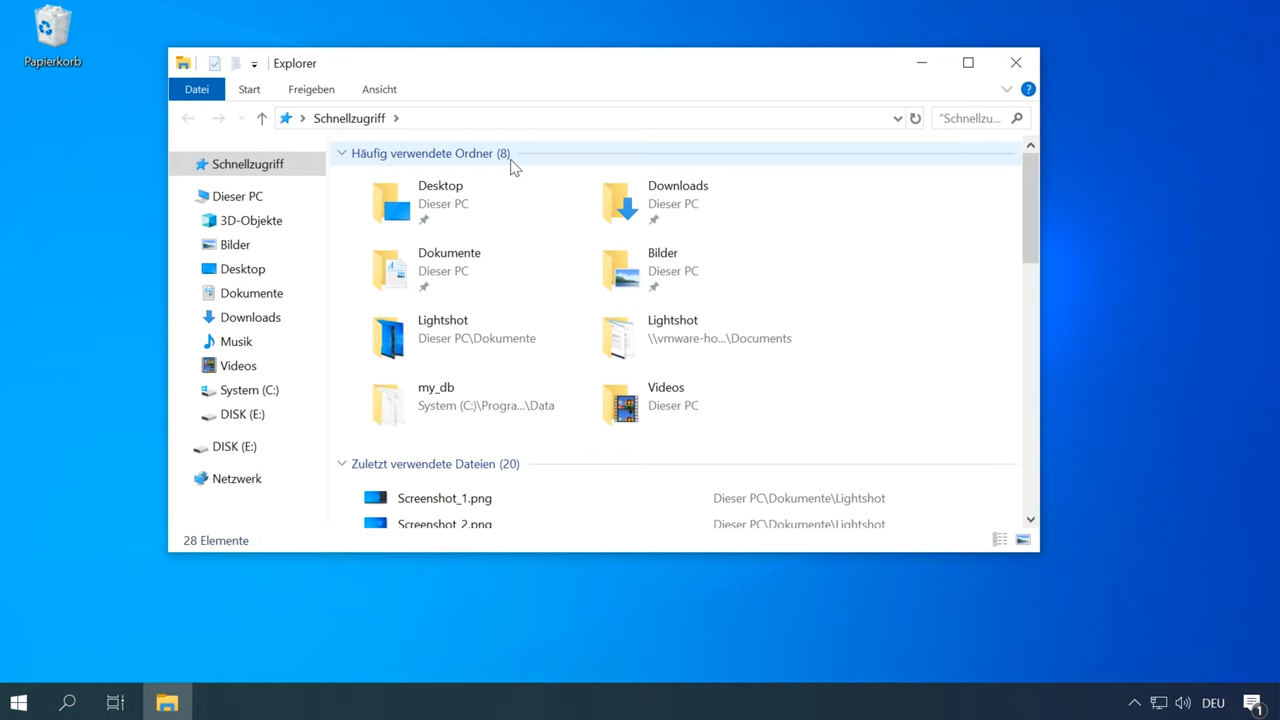 Papierkorb
Explorer
Datei Start Freigeben Ansicht
Schnellzugriff
"Schnellzu...
Schnellzugriff
Dieser PC
3D-Objekte
Bilder
Desktop
Dokumente
Downloads
Musik
Videos
System (C:)
DISK (E:)
DISK (E:)
Netzwerk
Häufig verwendete Ordner (8)
Desktop
Dieser PC
Downloads
Dieser PC
Dokumente
Dieser PC
Bilder
Dieser PC
Lightshot
Dieser PC\Dokumente
Lightshot
\\vmware-ho...\Documents
my_db
System (C:)\Progra...\Data
Videos
Dieser PC
Zuletzt verwendete Dateien (20)
Screenshot_1.png Dieser PC\Dokumente\Lightshot
Screenshot_2.png Dieser PC\Dokumente\Lightshot
28 Elemente
DEU
1